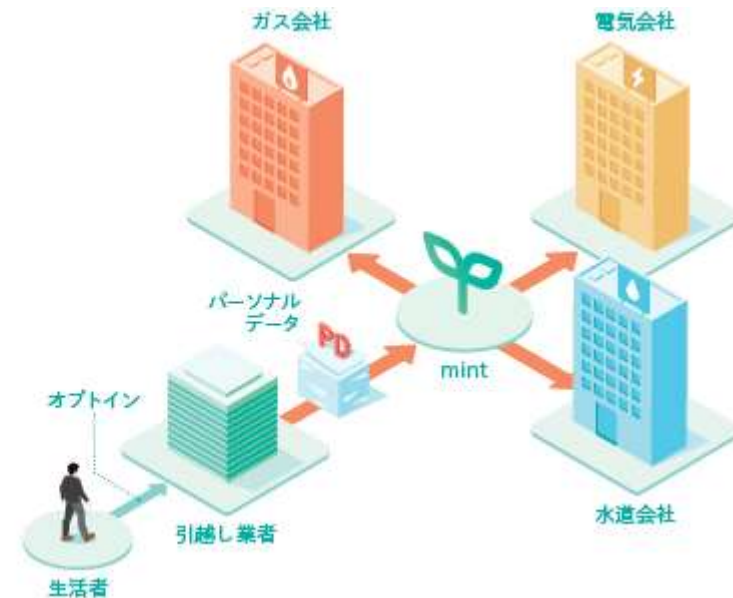 ガス会社
電気会社
パーソナル
データ
PD
mint
オプトイン
引越し業者
水道会社
生活者